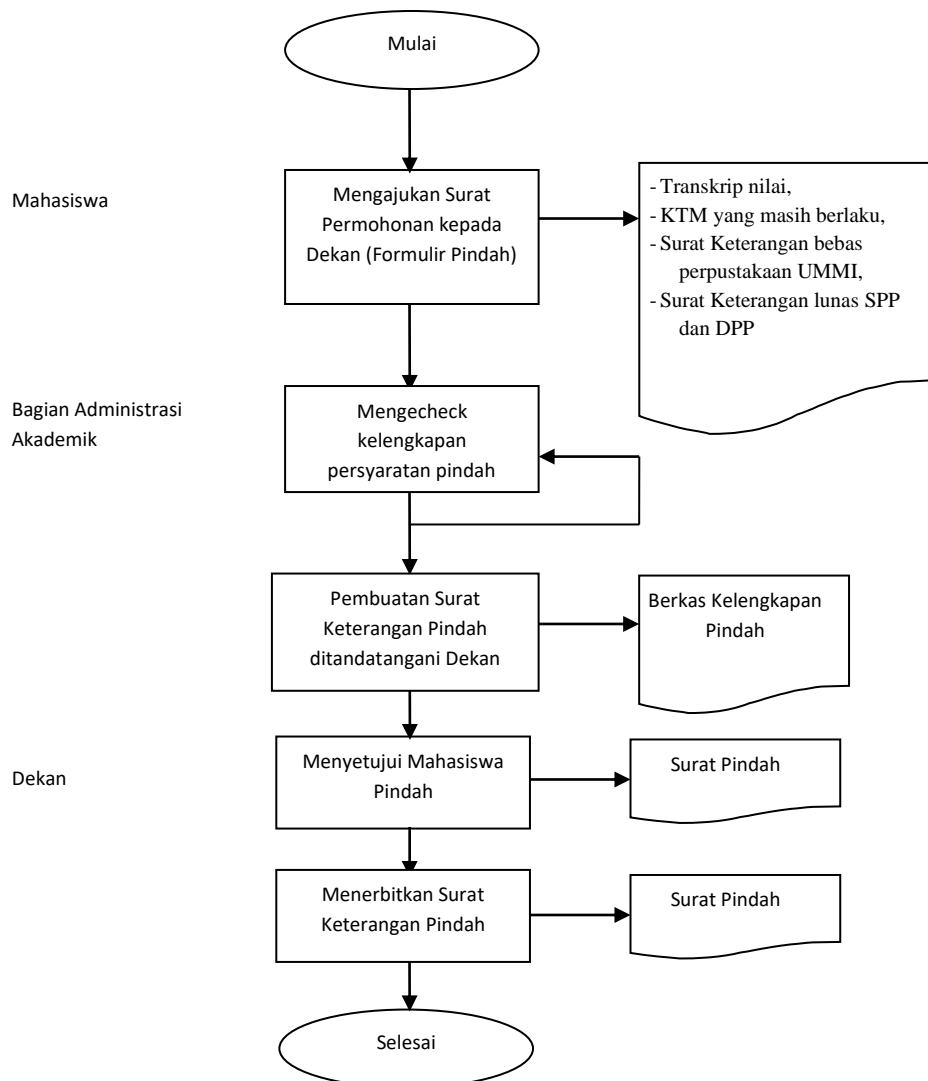 Mulai
Mahasiswa
Mengajukan Surat
Permohonan kepada
Dekan (Formulir Pindah)
- Transkrip nilai,
- KTM yang masih berlaku,
- Surat Keterangan bebas
perpustakaan UMMI,
- Surat Keterangan lunas SPP
dan DPP
Bagian Administrasi
Akademik
Mengecheck
kelengkapan
persyaratan pindah
Pembuatan Surat
Keterangan Pindah
ditandatangani Dekan
Berkas Kelengkapan
Pindah
Dekan
Menyetujui Mahasiswa
Pindah
Surat Pindah
Menerbitkan Surat
Keterangan Pindah
Surat Pindah
Selesai